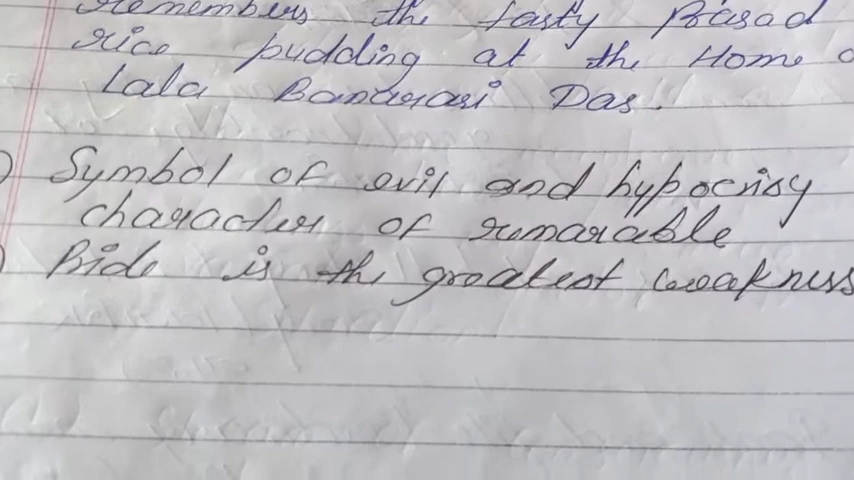 remembers the tasty Prasad
rice pudding at the Home
Lala Banarasi Das.
Symbol of evil and hypocrisy
character of remarable
Pride is the greatest weakness